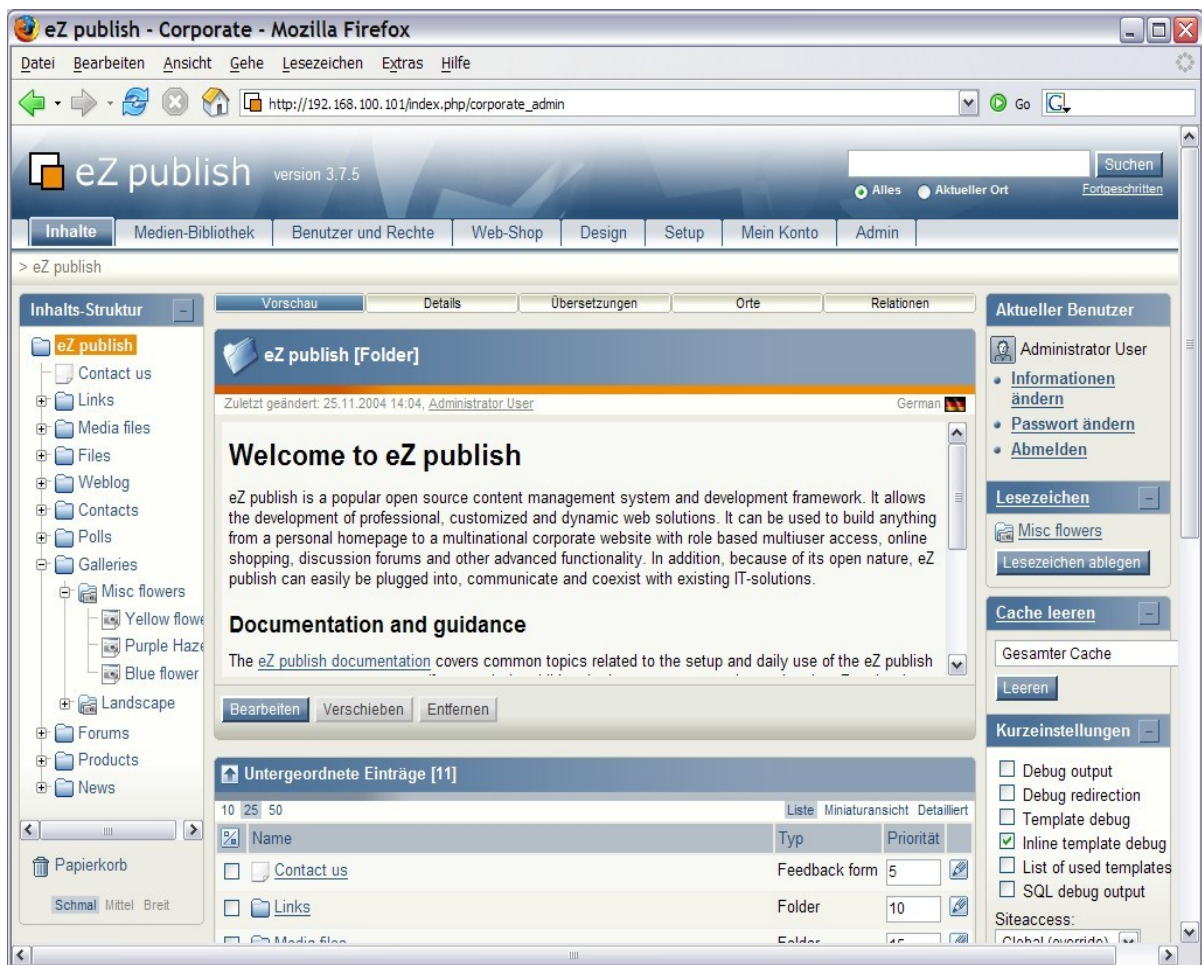 eZ publish - Corporate - Mozilla Firefox
Datei Bearbeiten Ansicht Gehe Lesezeichen Extras Hilfe
http://192.168.100.101/index.php/corporate_admin Go G
eZ publish version 3.7.5
Suchen
Alles Aktueller Ort Fortgeschritten
Inhalte Medien-Bibliothek Benutzer und Rechte Web-Shop Design Setup Mein Konto Admin
> eZ publish
Inhalts-Struktur
eZ publish
Contact us
Links
Media files
Files
Weblog
Contacts
Polls
Galleries
Misc flowers
Yellow flowe
Purple Haze
Blue flower
Landscape
Forums
Products
News
Papierkorb
Schmal Mittel Breit
Vorschau Details Übersetzungen Orte Relationen
eZ publish [Folder]
Zuletzt geändert: 25.11.2004 14:04, Administrator User German
Welcome to eZ publish
eZ publish is a popular open source content management system and development framework. It allows
the development of professional, customized and dynamic web solutions. It can be used to build anything
from a personal homepage to a multinational corporate website with role based multiuser access, online
shopping, discussion forums and other advanced functionality. In addition, because of its open nature, eZ
publish can easily be plugged into, communicate and coexist with existing IT-solutions.
Documentation and guidance
The eZ publish documentation covers common topics related to the setup and daily use of the eZ publish
Bearbeiten Verschieben Entfernen
Untergeordnete Einträge [11]
10 25 50 Liste Miniaturansicht Detailliert
Name Typ Priorität
Contact us Feedback form 5
Links Folder 10
Media files Folder 15
Aktueller Benutzer
Administrator User
Informationen
ändern
Passwort ändern
Abmelden
Lesezeichen
Misc flowers
Lesezeichen ablegen
Cache leeren
Gesamter Cache
Leeren
Kurzeinstellungen
Debug output
Debug redirection
Template debug
Inline template debug
List of used templates
SQL debug output
Siteaccess:
Global (override)